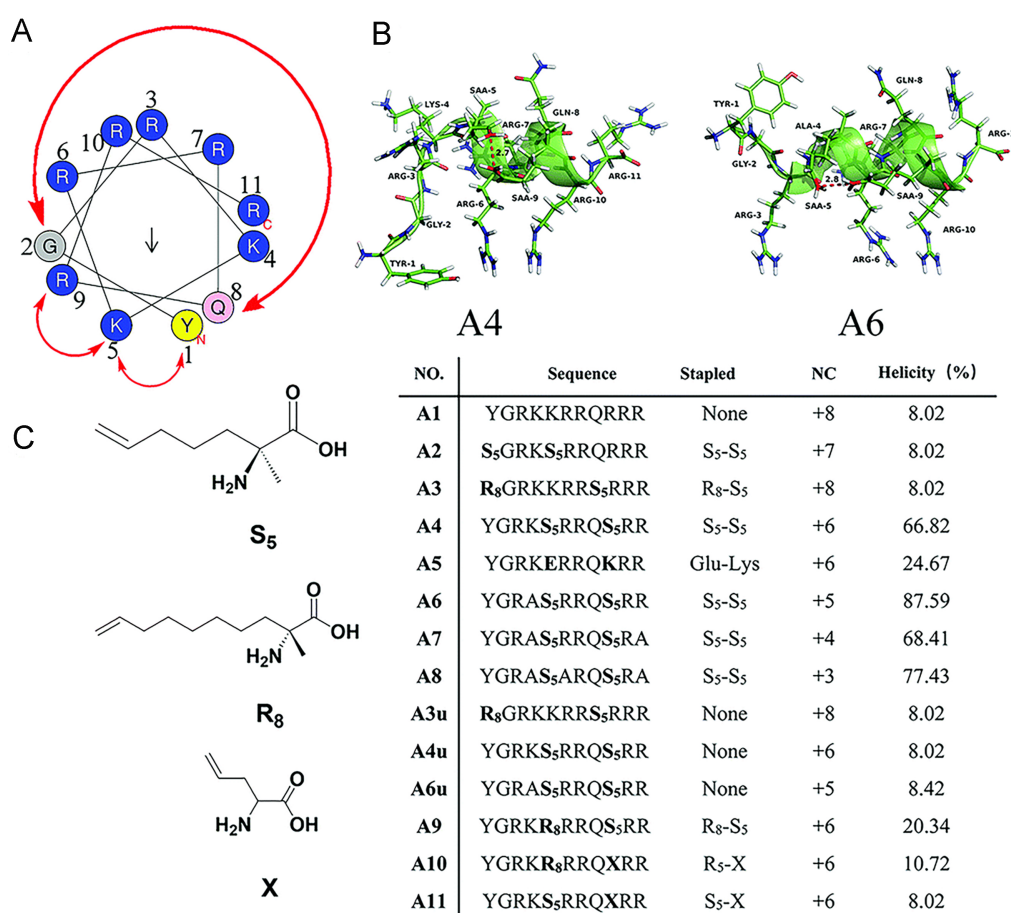 A
3
10
R
R
7
6
R
R
11
R
C
2
G
K
4
R
9
8
Q
K
5
Y
N
1
B
LYS-4
SAA-5
ARG-7
GLN-8
2.7
ARG-3
ARG-11
ARG-6
SAA-9
ARG-10
GLY-2
TYR-1
A4
TYR-1
GLN-8
ALA-4
ARG-7
GLY-2
2.8
ARG-3
SAA-5
SAA-9
ARG-10
ARG-6
A6
C
O
OH
H₂N
S₅
O
OH
H₂N
R₈
O
H₂N
OH
X
NO. Sequence Stapled NC Helicity (%)
A1 YGRKKRRQRRR None +8 8.02
A2 S₅GRKS₅RRQRRR S₅-S₅ +7 8.02
A3 R₈GRKKRRS₅RRR R₈-S₅ +8 8.02
A4 YGRKS₅RRQS₅RR S₅-S₅ +6 66.82
A5 YGRKERRQKRR Glu-Lys +6 24.67
A6 YGRAS₅RRQS₅RR S₅-S₅ +5 87.59
A7 YGRAS₅RRQS₅RA S₅-S₅ +4 68.41
A8 YGRAS₅ARQS₅RA S₅-S₅ +3 77.43
A3u R₈GRKKRRS₅RRR None +8 8.02
A4u YGRKS₅RRQS₅RR None +6 8.02
A6u YGRAS₅RRQS₅RR None +5 8.42
A9 YGRKR₈RRQS₅RR R₈-S₅ +6 20.34
A10 YGRKR₈RRQXRR R₅-X +6 10.72
A11 YGRKS₅RRQXRR S₅-X +6 8.02